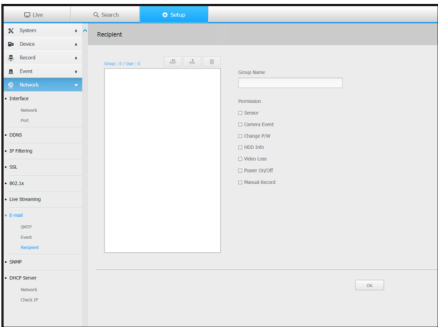 Live
Search
Setup
System
Device
Record
Event
Network
Interface
Network
Port
DDNS
IP Filtering
SSL
802.1x
Live Streaming
E-mail
SMTP
Event
Recipient
SNMP
DHCP Server
Network
Check IP
Recipient
Group : 0 / User : 0
Group Name
Permission
Sensor
Camera Event
Change P/W
HDD Info
Video Loss
Power On/Off
Manual Record
OK